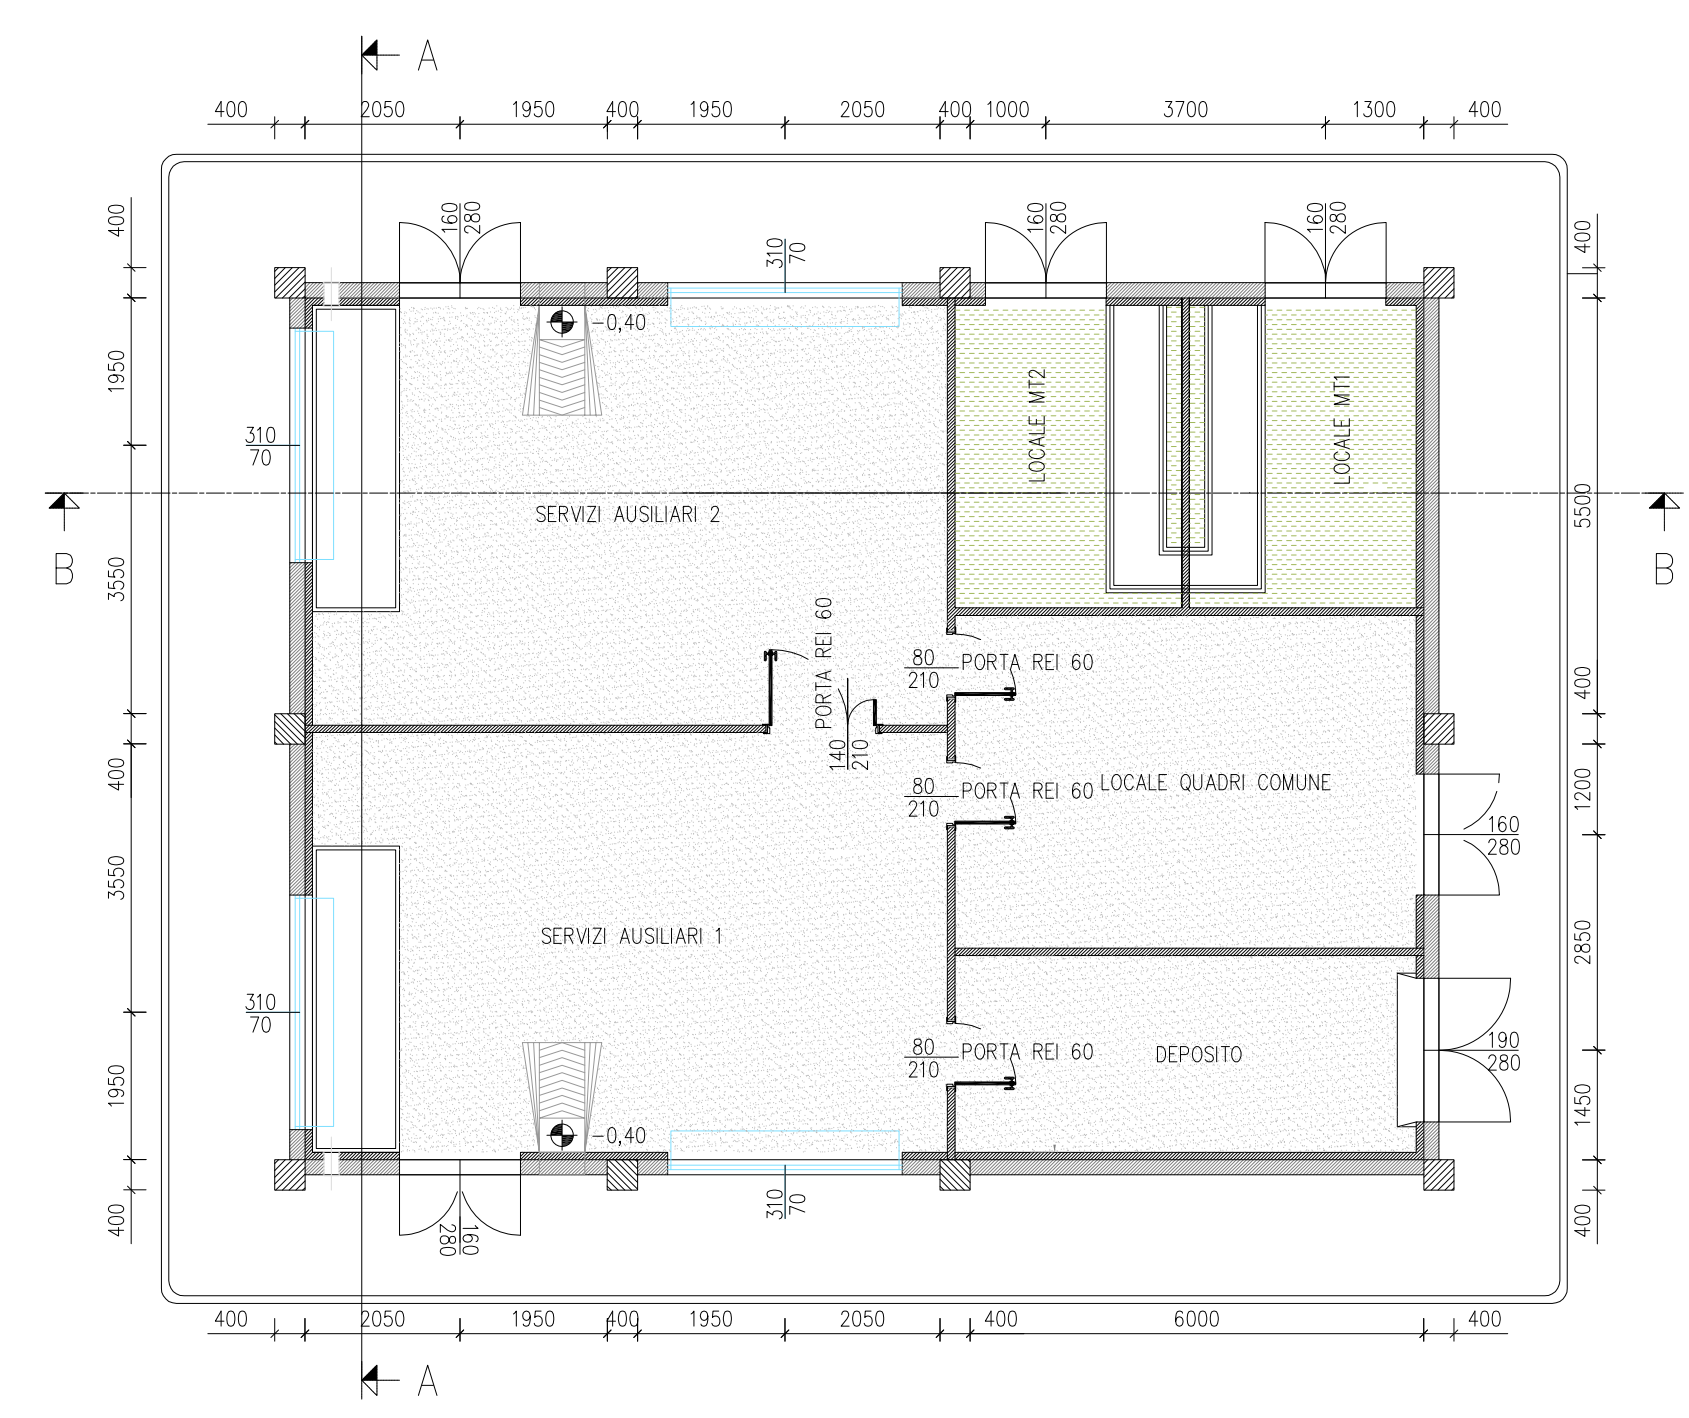 A
400 2050 1950 400 1950 2050 400 1000 3700 1300 400
160
280
310
70
160
280
160
280
400
1950
3550
400
3550
1950
400
400
5500
400
1200
2850
1450
400
-0,40
LOCALE MT2
LOCALE MT1
310
70
B
SERVIZI AUSILIARI 2
B
PORTA REI 60
80
210
PORTA REI 60
140
210
80
210
PORTA REI 60
LOCALE QUADRI COMUNE
160
280
SERVIZI AUSILIARI 1
310
70
80
210
PORTA REI 60
DEPOSITO
190
280
-0,40
310
70
160
280
400 2050 1950 400 1950 2050 400 6000 400
A